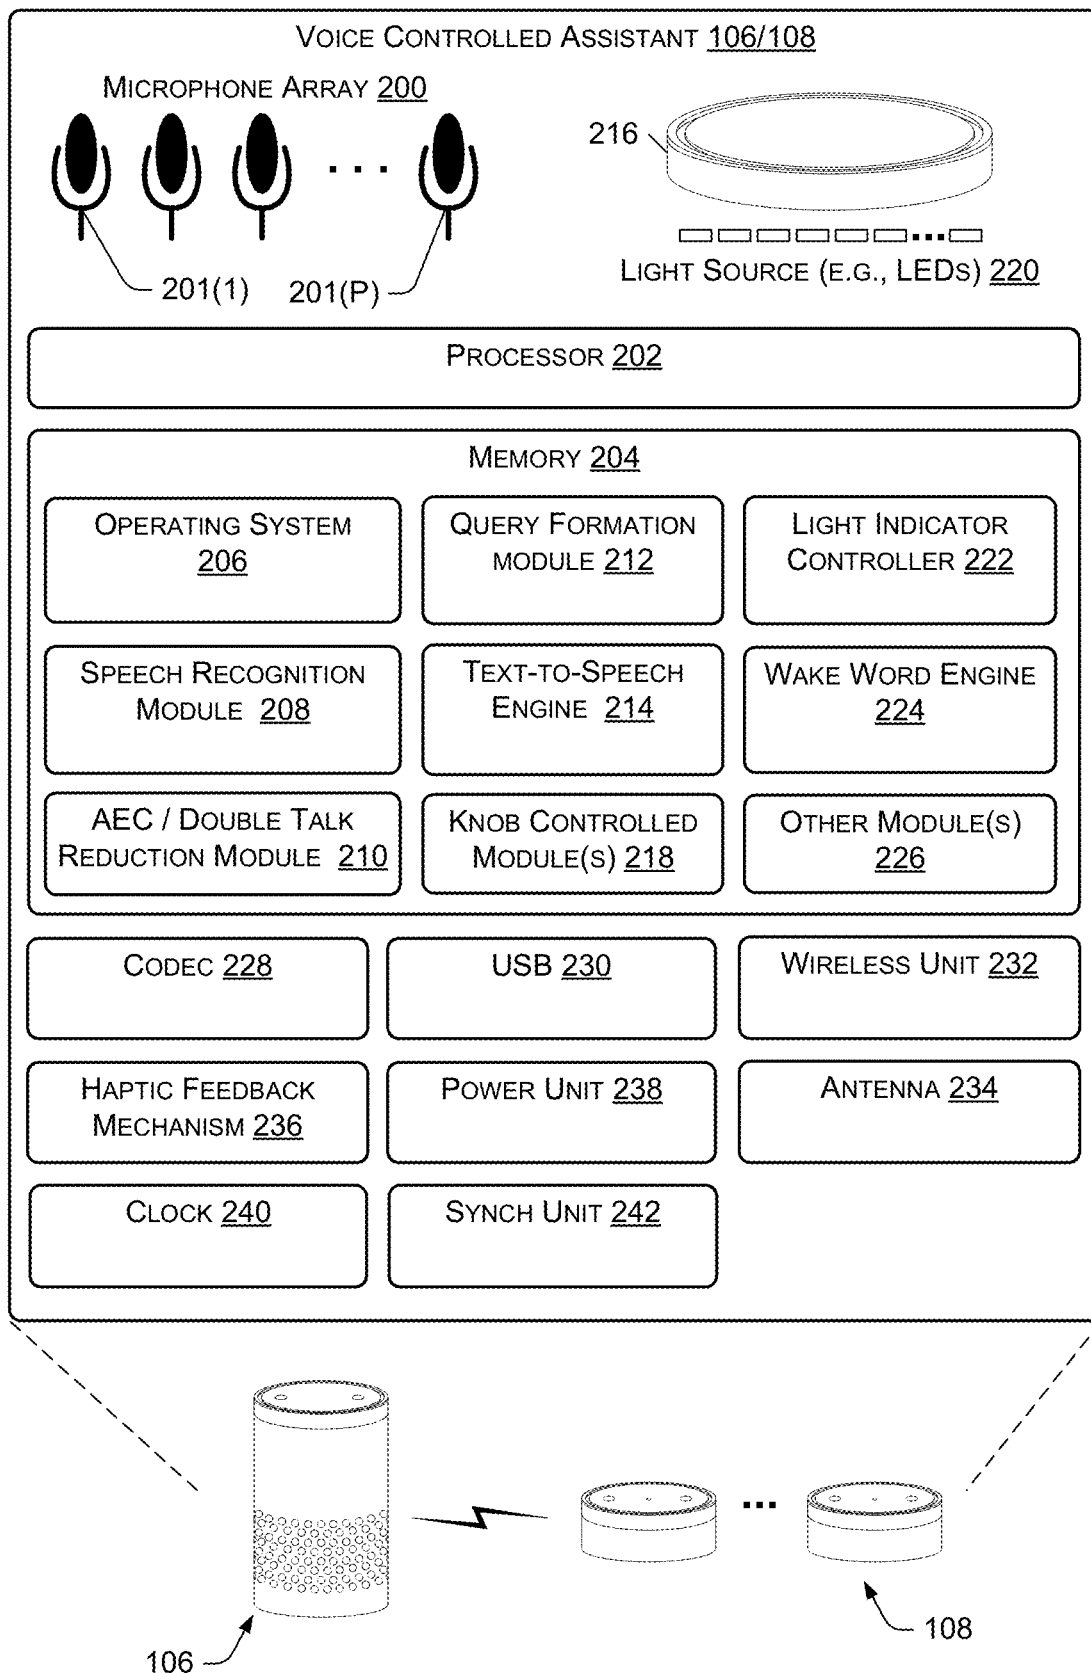 VOICE CONTROLLED ASSISTANT 106/108
MICROPHONE ARRAY 200
216
201(1)
201(P)
LIGHT SOURCE (E.G., LEDS) 220
PROCESSOR 202
MEMORY 204
OPERATING SYSTEM
206
QUERY FORMATION
MODULE 212
LIGHT INDICATOR
CONTROLLER 222
SPEECH RECOGNITION
MODULE 208
TEXT-TO-SPEECH
ENGINE 214
WAKE WORD ENGINE
224
AEC / DOUBLE TALK
REDUCTION MODULE 210
KNOB CONTROLLED
MODULE(S) 218
OTHER MODULE(S)
226
CODEC 228
USB 230
WIRELESS UNIT 232
HAPTIC FEEDBACK
MECHANISM 236
POWER UNIT 238
ANTENNA 234
CLOCK 240
SYNCH UNIT 242
106
108